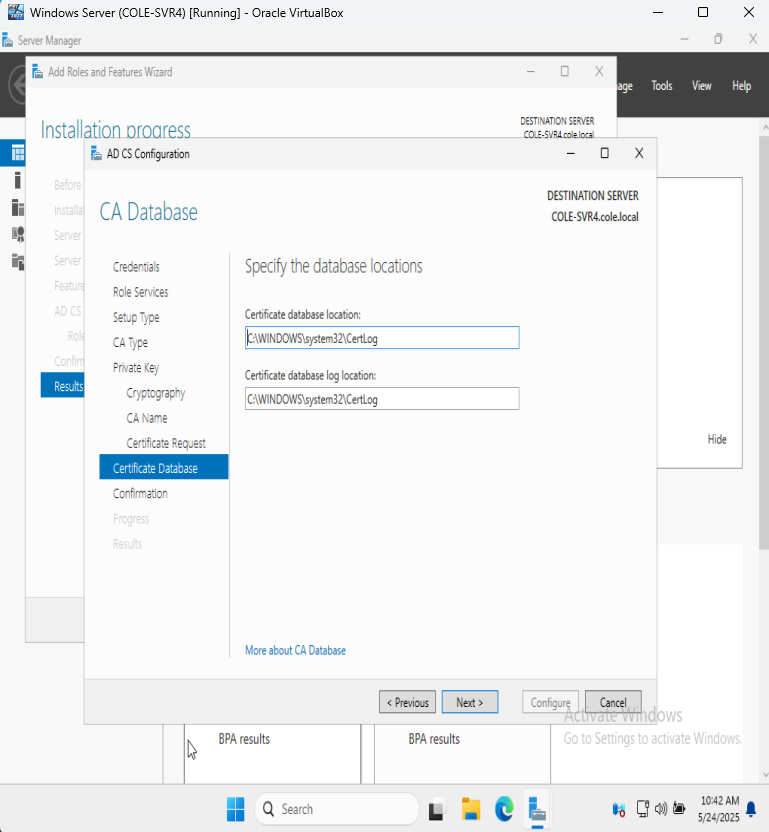 Windows Server (COLE-SVR4) [Running] - Oracle VirtualBox
Server Manager
Add Roles and Features Wizard
Tools View Help
Installation progress
DESTINATION SERVER
COLE-SVR4.cole.local
AD CS Configuration
CA Database
DESTINATION SERVER
COLE-SVR4.cole.local
Before
Installa
Server
Server
Feature
AD CS
Role
Confirm
Results
Credentials
Role Services
Setup Type
CA Type
Private Key
Cryptography
CA Name
Certificate Request
Certificate Database
Confirmation
Progress
Results
Specify the database locations
Certificate database location:
C:\WINDOWS\system32\CertLog
Certificate database log location:
C:\WINDOWS\system32\CertLog
Hide
More about CA Database
< Previous
Next >
Configure
Cancel
Activate Windows
Go to Settings to activate Windows.
BPA results
BPA results
Search
10:42 AM
5/24/2025